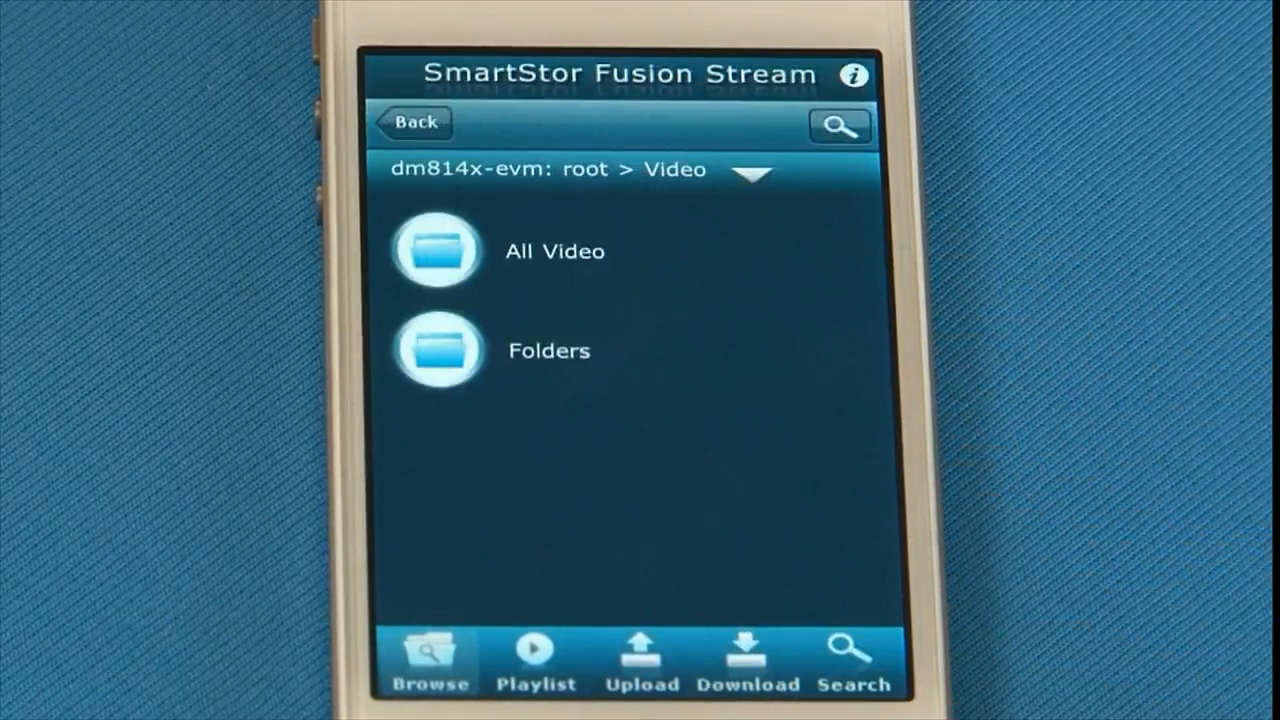 SmartStor Fusion Stream
Back
dm814x-evm: root > Video
All Video
Folders
Browse Playlist Upload Download Search